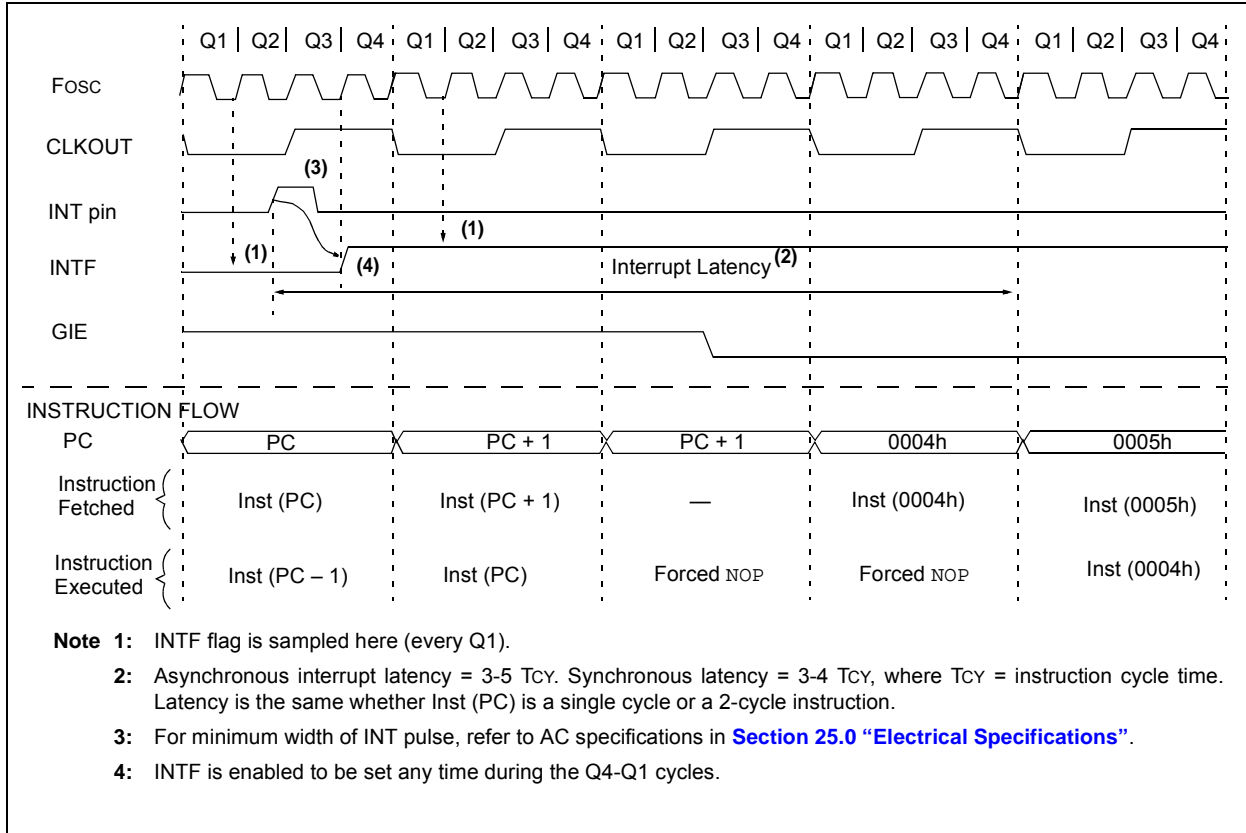 Q1 Q2 Q3 Q4 Q1 Q2 Q3 Q4 Q1 Q2 Q3 Q4 Q1 Q2 Q3 Q4 Q1 Q2 Q3 Q4
FOSC
CLKOUT
(3)
INT pin
(1)
(1)
INTF
(4)
Interrupt Latency (2)
GIE
INSTRUCTION FLOW
PC PC PC + 1 PC + 1 0004h 0005h
Instruction
Fetched
Inst (PC) Inst (PC + 1) — Inst (0004h) Inst (0005h)
Instruction
Executed
Inst (PC – 1) Inst (PC) Forced NOP Forced NOP Inst (0004h)
Note 1: INTF flag is sampled here (every Q1).
2: Asynchronous interrupt latency = 3-5 TCY. Synchronous latency = 3-4 TCY, where TCY = instruction cycle time.
Latency is the same whether Inst (PC) is a single cycle or a 2-cycle instruction.
3: For minimum width of INT pulse, refer to AC specifications in Section 25.0 “Electrical Specifications”.
4: INTF is enabled to be set any time during the Q4-Q1 cycles.